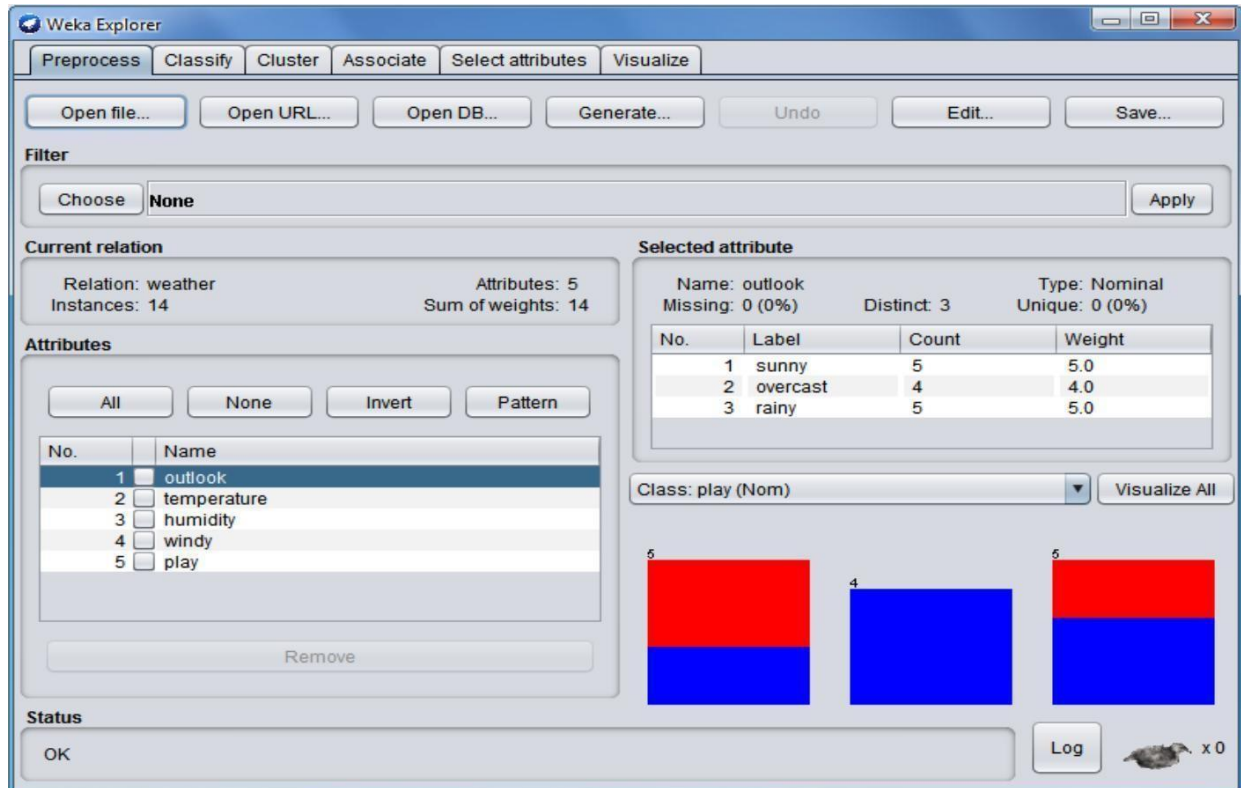 Weka Explorer
Preprocess Classify Cluster Associate Select attributes Visualize
Open file... Open URL... Open DB... Generate... Undo Edit... Save...
Filter
Choose None Apply
Current relation
Relation: weather Attributes: 5
Instances: 14 Sum of weights: 14
Attributes
All None Invert Pattern
No. Name
1 outlook
2 temperature
3 humidity
4 windy
5 play
Remove
Selected attribute
Name: outlook Type: Nominal
Missing: 0 (0%) Distinct: 3 Unique: 0 (0%)
No. Label Count Weight
1 sunny 5 5.0
2 overcast 4 4.0
3 rainy 5 5.0
Class: play (Nom) Visualize All
5 4 5
Status
OK
Log x 0